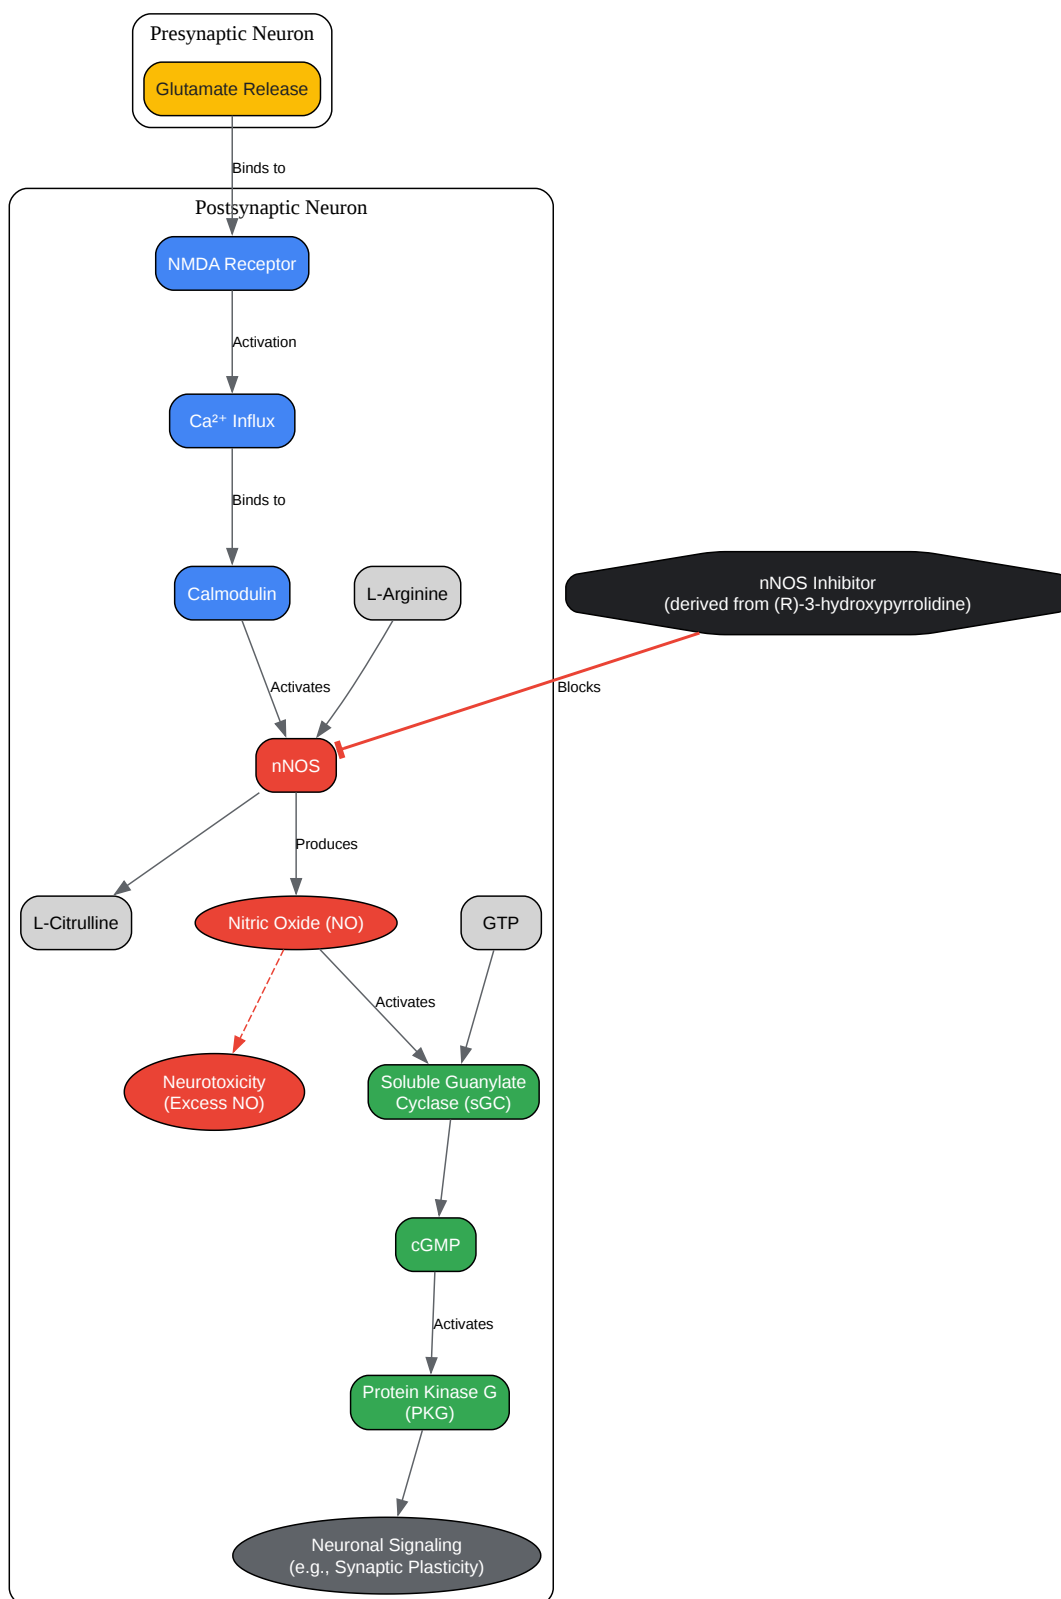 Presynaptic Neuron
Glutamate Release
Binds to
Postsynaptic Neuron
NMDA Receptor
Activation
Ca²⁺ Influx
Binds to
Calmodulin
L-Arginine
nNOS Inhibitor
(derived from (R)-3-hydroxypyrrolidine)
Activates
Blocks
nNOS
Produces
L-Citrulline
Nitric Oxide (NO)
GTP
Activates
Neurotoxicity
(Excess NO)
Soluble Guanylate
Cyclase (sGC)
cGMP
Activates
Protein Kinase G
(PKG)
Neuronal Signaling
(e.g., Synaptic Plasticity)